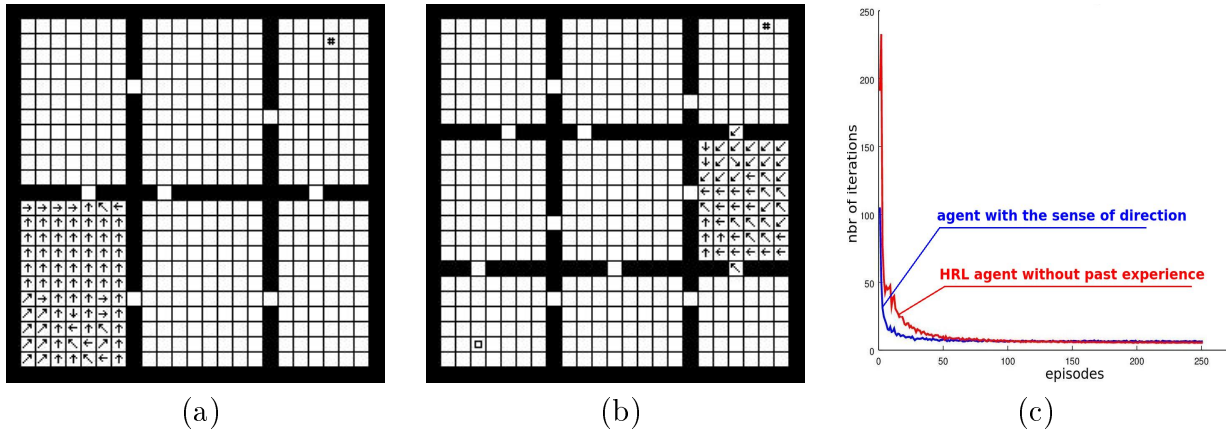 #
#
250
200
150
100
50
0
nbr of iterations
agent with the sense of direction
HRL agent without past experience
0
50
100
150
200
250
episodes
(a)
(b)
(c)